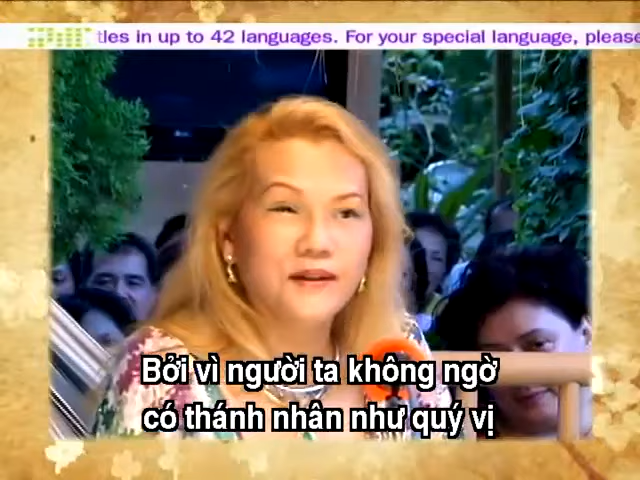 tles in up to 42 languages. For your special language, please
Bởi vì người ta không ngờ
có thánh nhân như quý vị